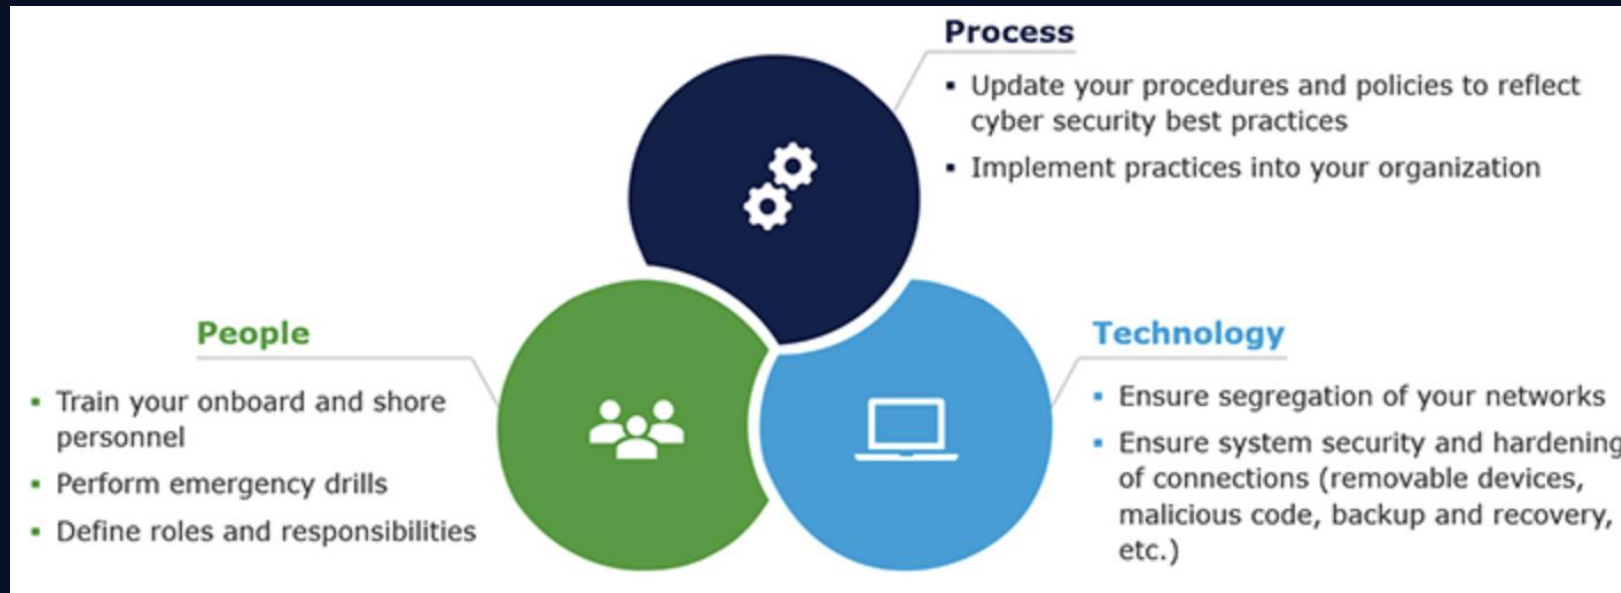 Process
▪ Update your procedures and policies to reflect
cyber security best practices
▪ Implement practices into your organization
People
▪ Train your onboard and shore
personnel
▪ Perform emergency drills
▪ Define roles and responsibilities
Technology
▪ Ensure segregation of your networks
▪ Ensure system security and hardening
of connections (removable devices,
malicious code, backup and recovery,
etc.)